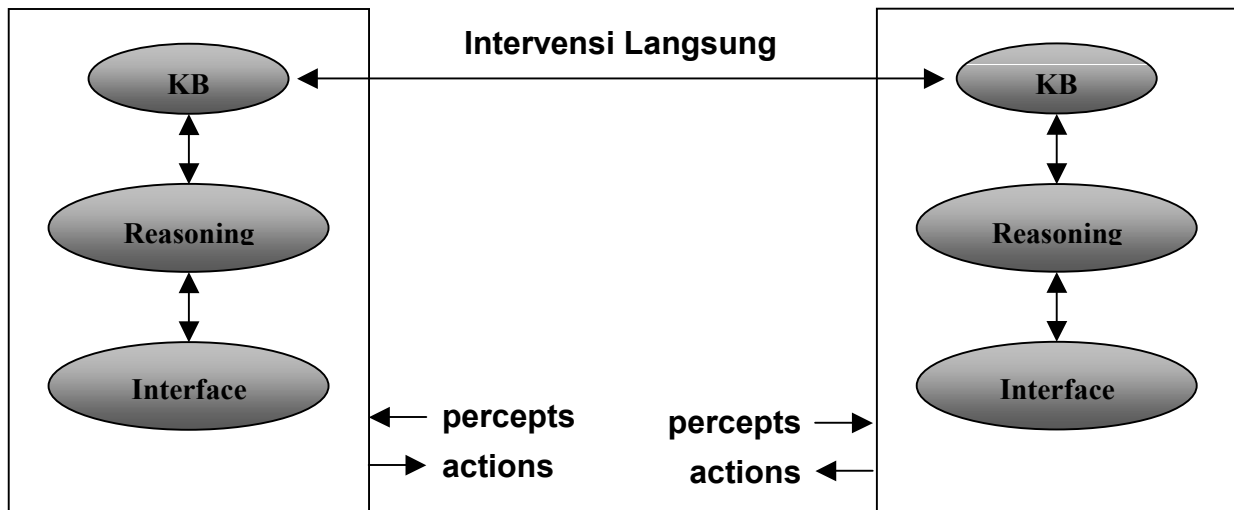 Intervensi Langsung
KB
Reasoning
Interface
percepts
actions
KB
Reasoning
Interface
percepts
actions